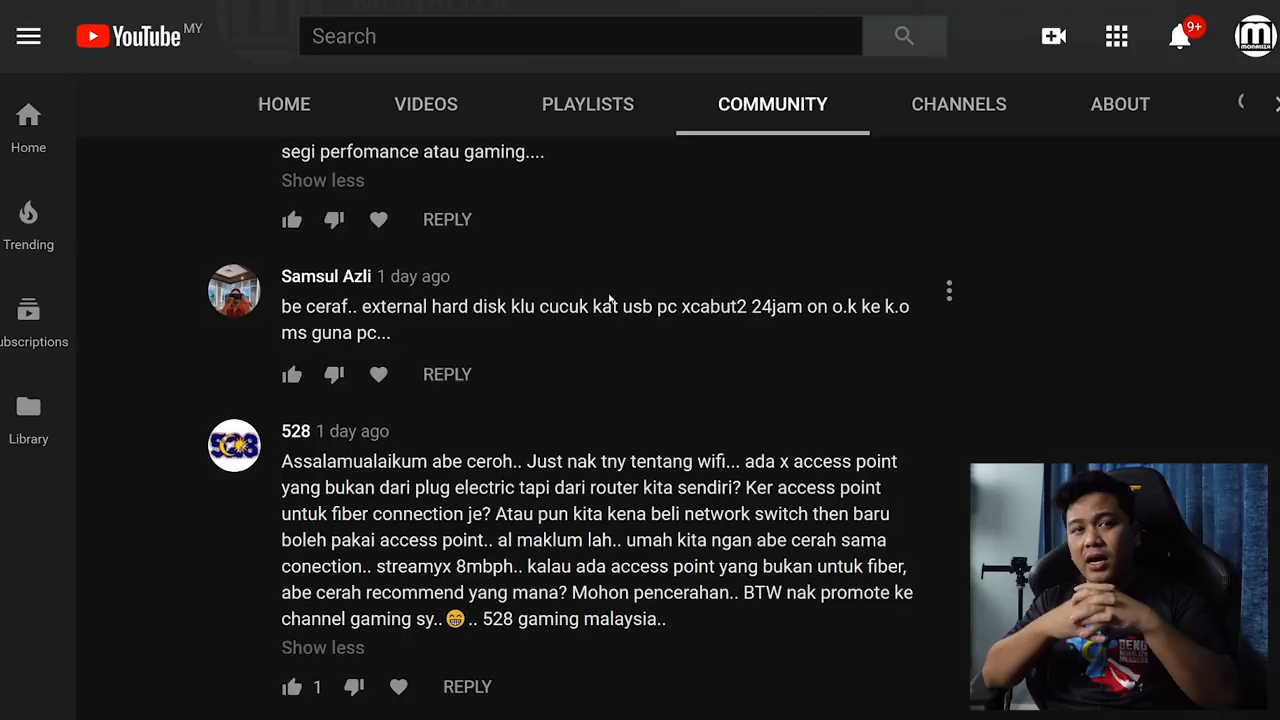 MONALIZA
YouTube MY
Search
9+
MONALIZA
HOME
VIDEOS
PLAYLISTS
COMMUNITY
CHANNELS
ABOUT
Home
Trending
ubscriptions
Library
segi perfomance atau gaming....
Show less
REPLY
Samsul Azli 1 day ago
be ceraf.. external hard disk klu cucuk kat usb pc xcabut2 24jam on o.k ke k.o
ms guna pc...
REPLY
528
528 1 day ago
Assalamualaikum abe ceroh.. Just nak tny tentang wifi... ada x access point
yang bukan dari plug electric tapi dari router kita sendiri? Ker access point
untuk fiber connection je? Atau pun kita kena beli network switch then baru
boleh pakai access point.. al maklum lah.. umah kita ngan abe cerah sama
conection.. streamyx 8mbph.. kalau ada access point yang bukan untuk fiber,
abe cerah recommend yang mana? Mohon pencerahan.. BTW nak promote ke
channel gaming sy..😁.. 528 gaming malaysia..
Show less
1
REPLY
GENG
MONALIZA